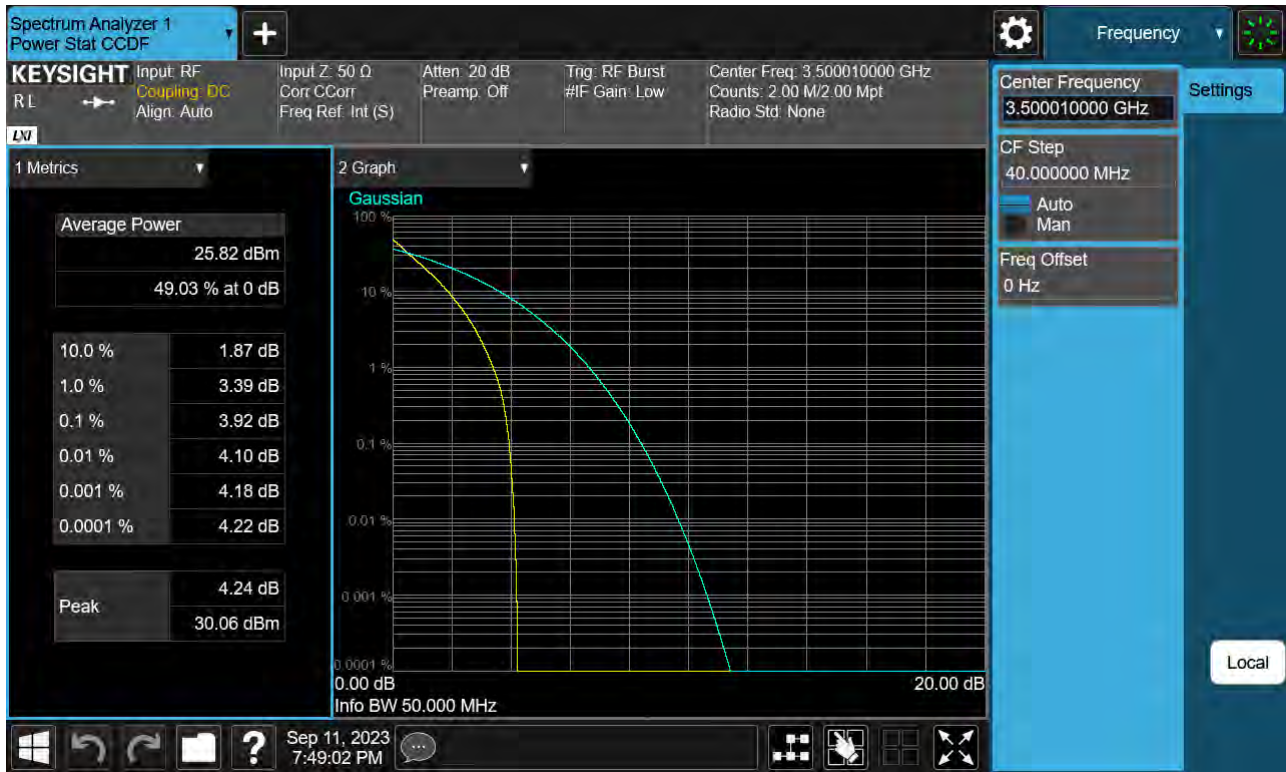 Spectrum Analyzer 1
Power Stat CCDF
Frequency
KEYSIGHT
RL
LXI
Input: RF
Coupling: DC
Align: Auto
Input Z: 50 Ω
Corr CCorr
Freq Ref: Int (S)
Atten: 20 dB
Preamp: Off
Trig: RF Burst
#IF Gain: Low
Center Freq: 3.500010000 GHz
Counts: 2.00 M/2.00 Mpt
Radio Std: None
Center Frequency
3.500010000 GHz
Settings
CF Step
40.000000 MHz
Auto
Man
Freq Offset
0 Hz
Local
1 Metrics
Average Power
25.82 dBm
49.03 % at 0 dB
10.0 % 1.87 dB
1.0 % 3.39 dB
0.1 % 3.92 dB
0.01 % 4.10 dB
0.001 % 4.18 dB
0.0001 % 4.22 dB
Peak
4.24 dB
30.06 dBm
2 Graph
Gaussian
100 %
10 %
1 %
0.1 %
0.01 %
0.001 %
0.0001 %
0.00 dB 20.00 dB
Info BW 50.000 MHz
?
Sep 11, 2023
7:49:02 PM